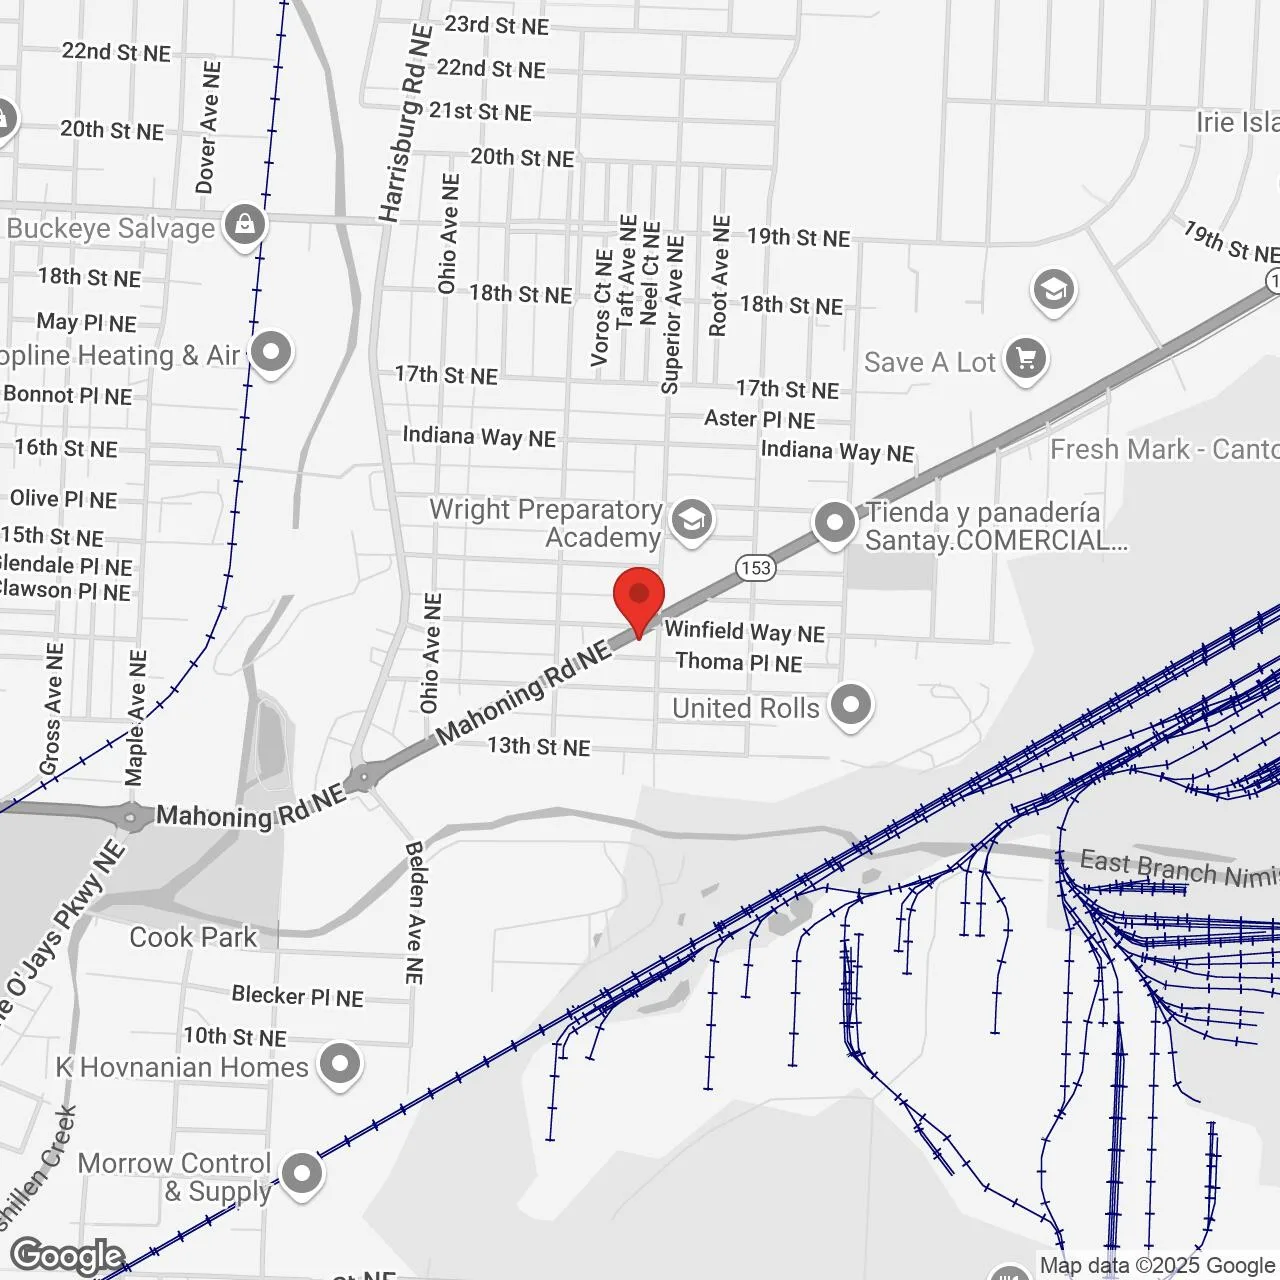 23rd St NE
22nd St NE
22nd St NE
21st St NE
Irie Isla
20th St NE
20th St NE
Dover Ave NE
Harrisburg Rd NE
Ohio Ave NE
Buckeye Salvage
19th St NE
19th St NE
18th St NE
18th St NE
18th St NE
Voros Ct NE
Taft Ave NE
Neel Ct NE
Superior Ave NE
Root Ave NE
May Pl NE
opline Heating & Air
Save A Lot
17th St NE
17th St NE
Bonnot Pl NE
Aster Pl NE
Indiana Way NE
Indiana Way NE
16th St NE
Fresh Mark - Canto
Olive Pl NE
Wright Preparatory
Academy
Tienda y panadería
Santay.COMERCIAL...
15th St NE
Glendale Pl NE
153
Clawson Pl NE
Ohio Ave NE
Winfield Way NE
Thoma Pl NE
Gross Ave NE
Maple Ave NE
Mahoning Rd NE
United Rolls
13th St NE
Mahoning Rd NE
Belden Ave NE
East Branch Nimis
e O'Jays Pkwy NE
Cook Park
Blecker Pl NE
10th St NE
K Hovnanian Homes
shillen Creek
Morrow Control
& Supply
Google
St NE
Map data ©2025 Google